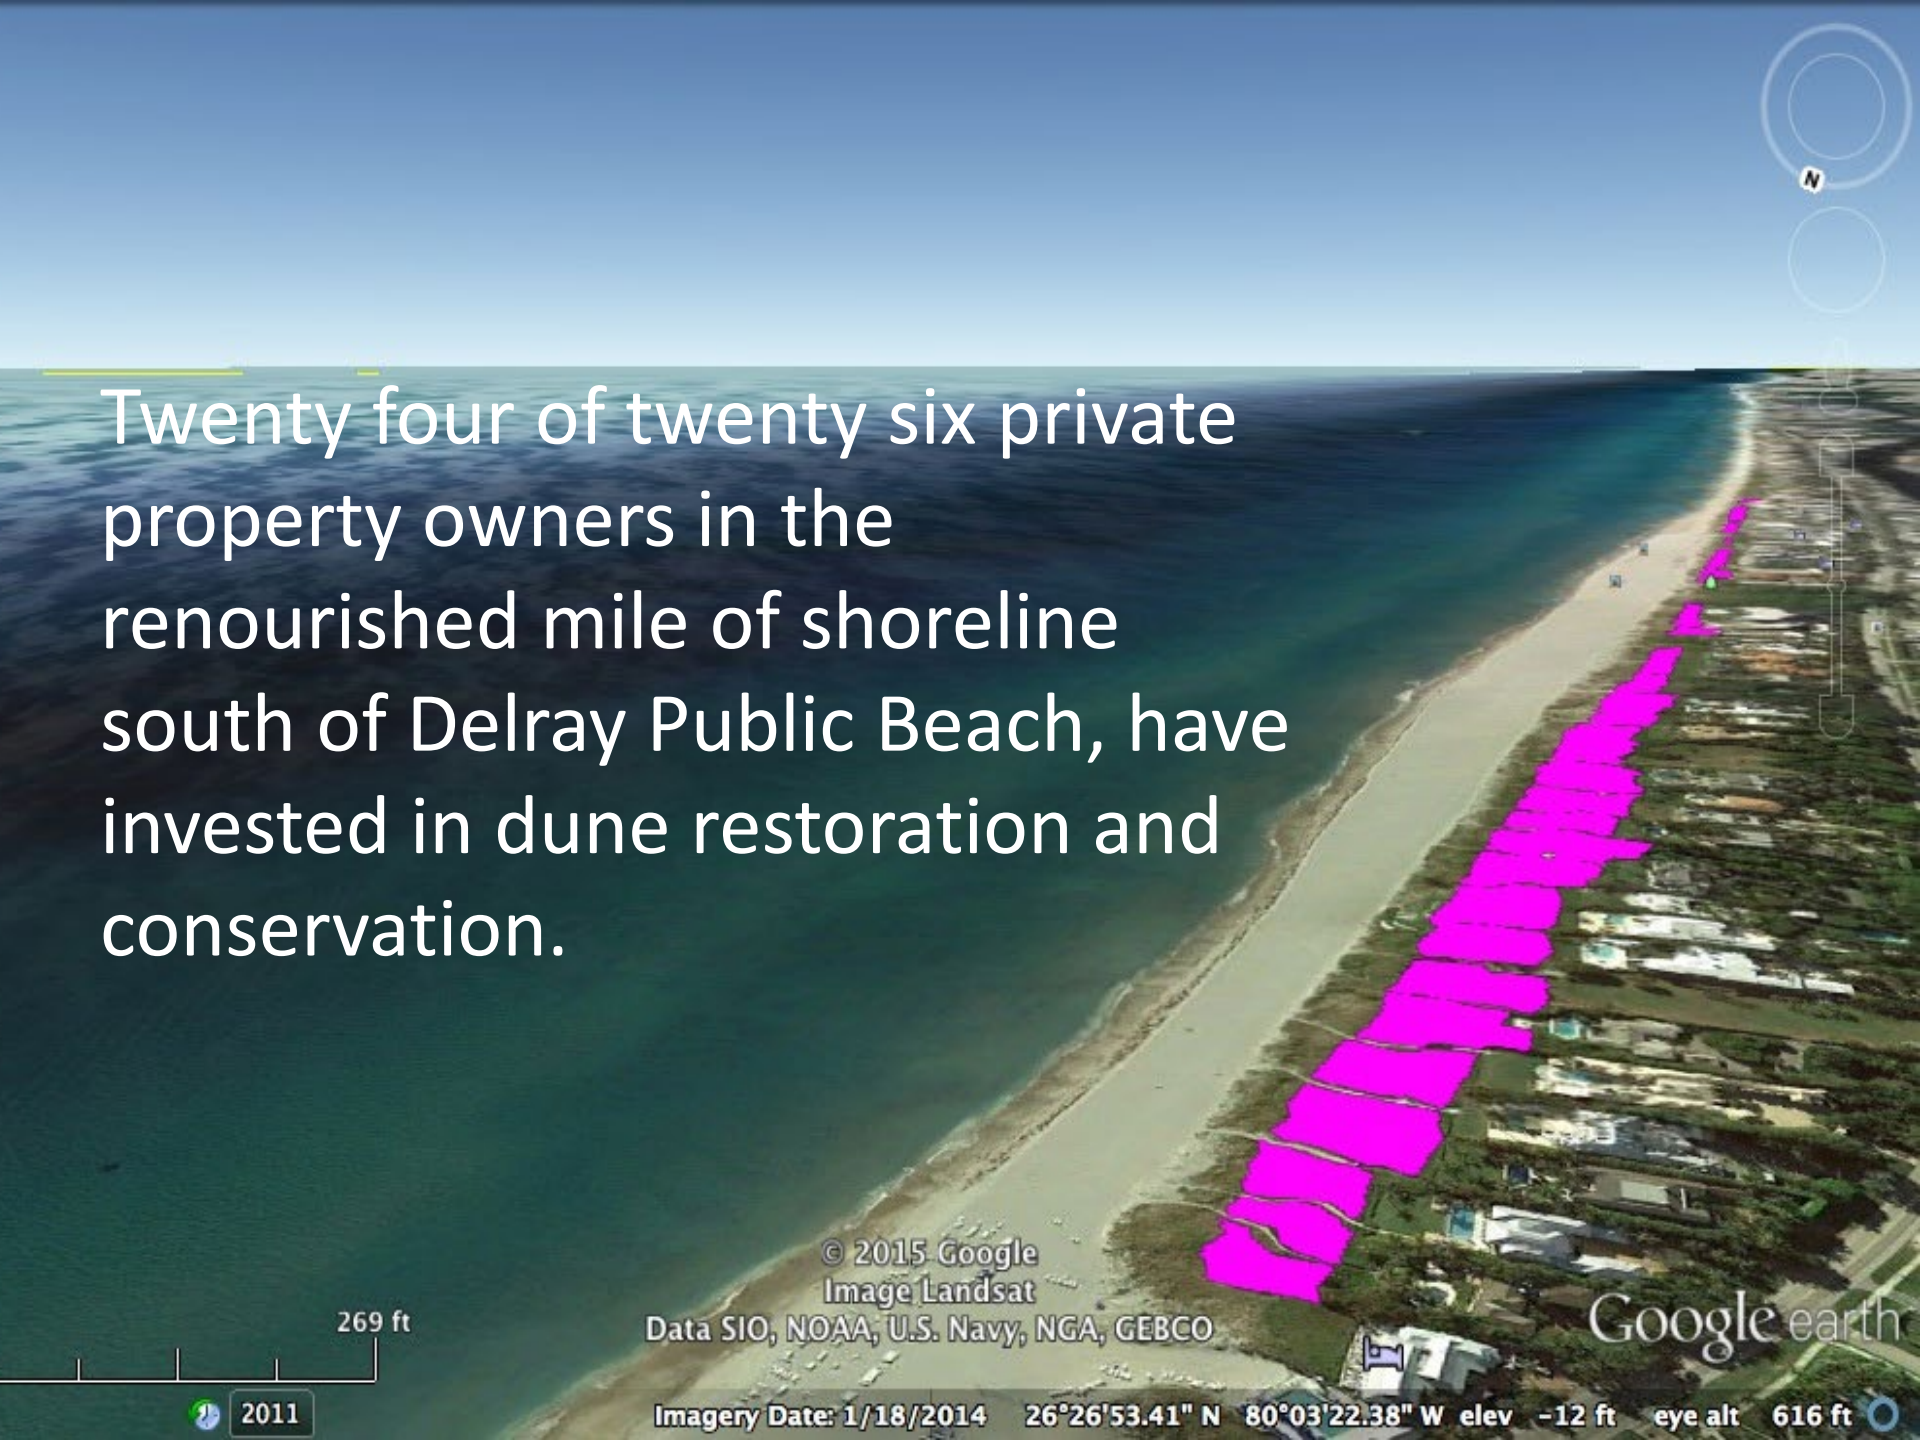 N
Twenty four of twenty six private
property owners in the
renourished mile of shoreline
south of Delray Public Beach, have
invested in dune restoration and
conservation.
© 2015 Google
Image Landsat
Data SIO, NOAA, U.S. Navy, NGA, GEBCO
269 ft
Google earth
2011
Imagery Date: 1/18/2014 26°26'53.41" N 80°03'22.38" W elev -12 ft eye alt 616 ft